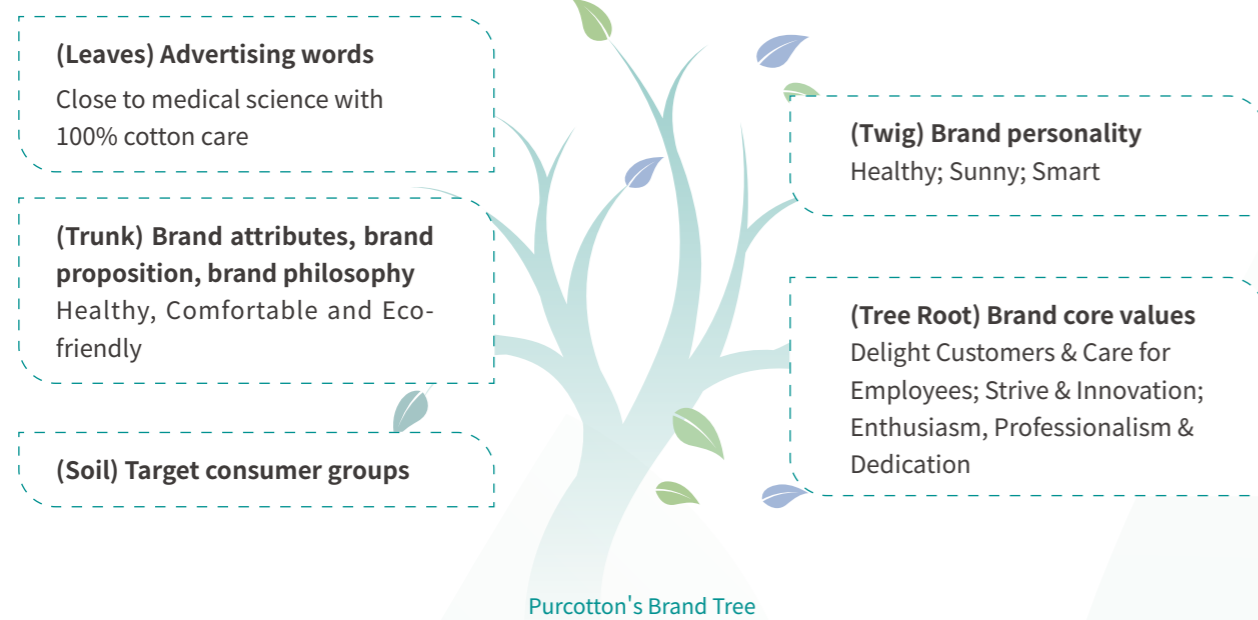 (Leaves) Advertising words
Close to medical science with
100% cotton care
(Trunk) Brand attributes, brand
proposition, brand philosophy
Healthy, Comfortable and Eco-
friendly
(Soil) Target consumer groups
(Twig) Brand personality
Healthy; Sunny; Smart
(Tree Root) Brand core values
Delight Customers & Care for
Employees; Strive & Innovation;
Enthusiasm, Professionalism &
Dedication
Purcotton's Brand Tree